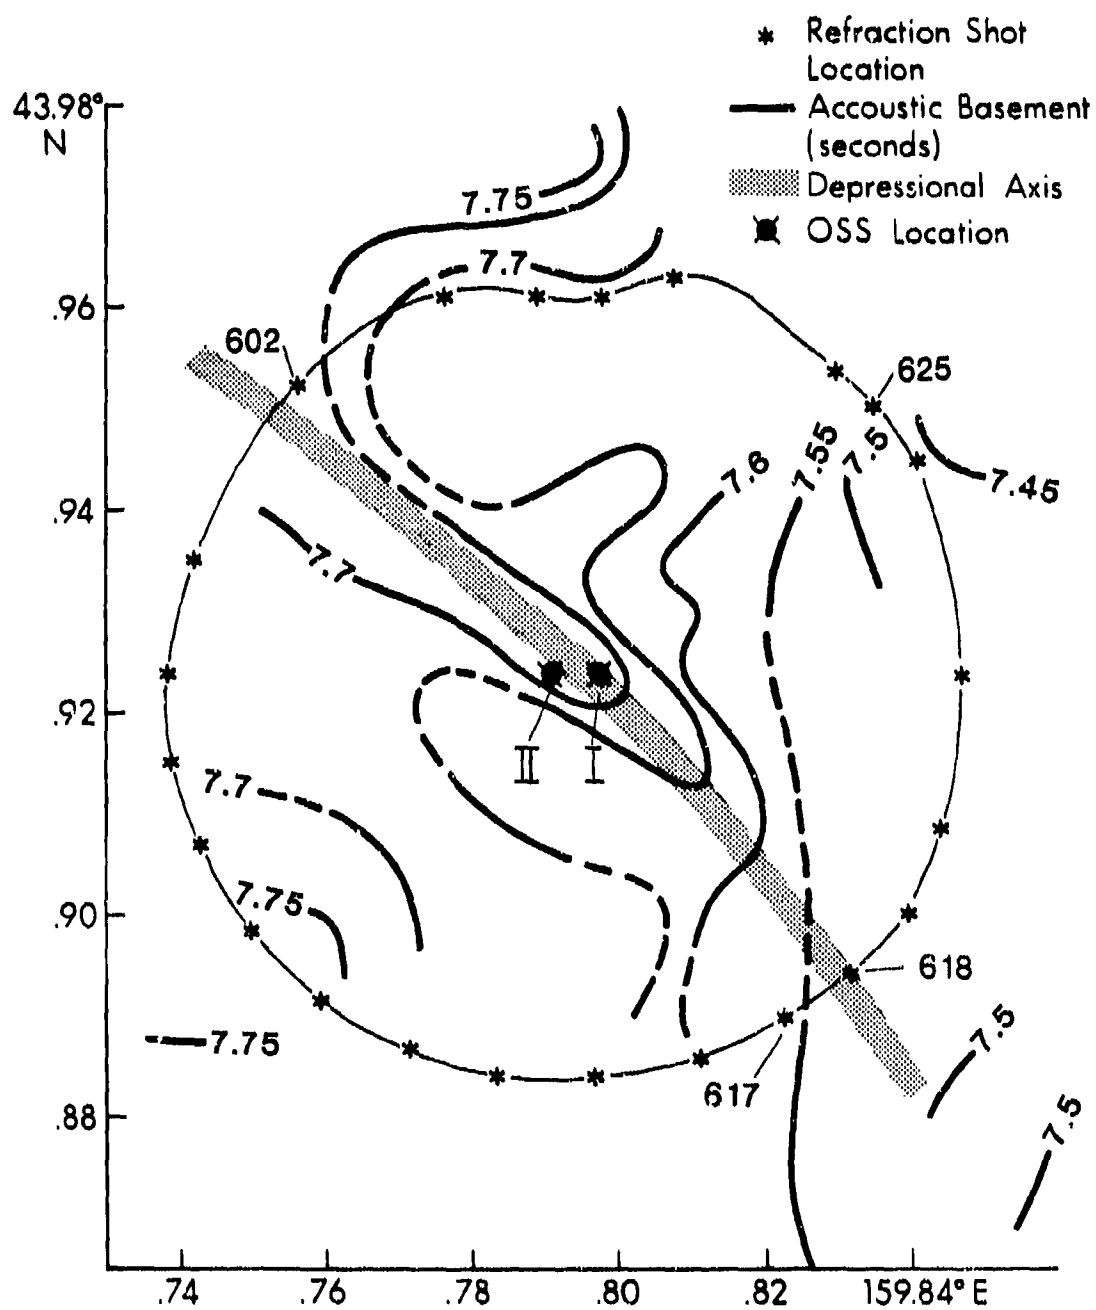 Refraction Shot
Location
Accoustic Basement
(seconds)
Depressional Axis
OSS Location
43.98°
N
7.75
7.7
.96
602
625
7.55
7.5
7.6
7.45
.94
7.7
.92
II
I
7.7
7.75
.90
618
7.75
7.5
617
.88
7.5
.74
.76
.78
.80
.82
159.84° E